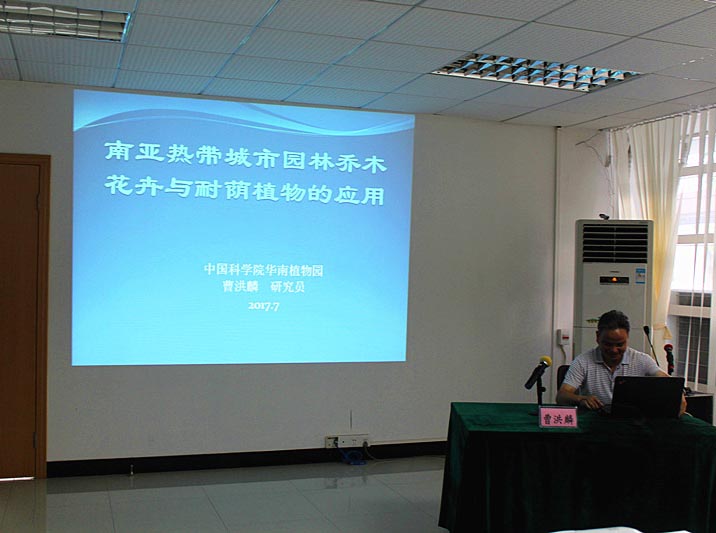 南亚热带城市园林乔木
花卉与耐荫植物的应用
中国科学院华南植物园
曹洪麟 研究员
2017.7
曹洪麟